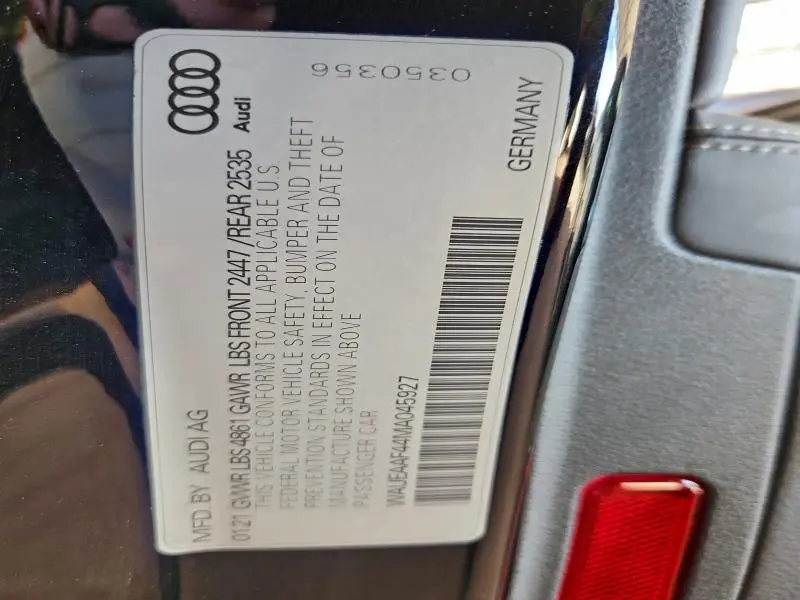 MFD. BY AUDI AG
Audi
01 21 GVWR LBS 4861 GAWR LBS FRONT 2447 / REAR 2535
THIS VEHICLE CONFORMS TO ALL APPLICABLE U.S.
FEDERAL MOTOR VEHICLE SAFETY, BUMPER AND THEFT
PREVENTION STANDARDS IN EFFECT ON THE DATE OF
MANUFACTURE SHOWN ABOVE
PASSENGER CAR
WAUEAAF44MA045927
0350356
GERMANY